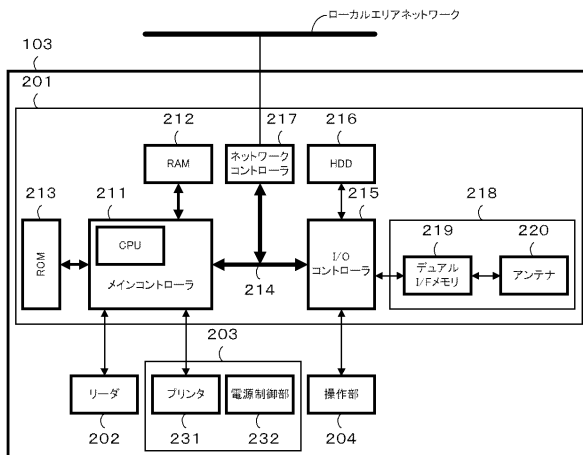 ローカルエリアネットワーク
103
201
212
217
216
RAM
ネットワーク
コントローラ
HDD
213
211
215
218
ROM
CPU
メインコントローラ
214
I/O
コントローラ
219
220
デュアル
I/Fメモリ
アンテナ
203
リーダ
プリンタ
電源制御部
操作部
202
231
232
204